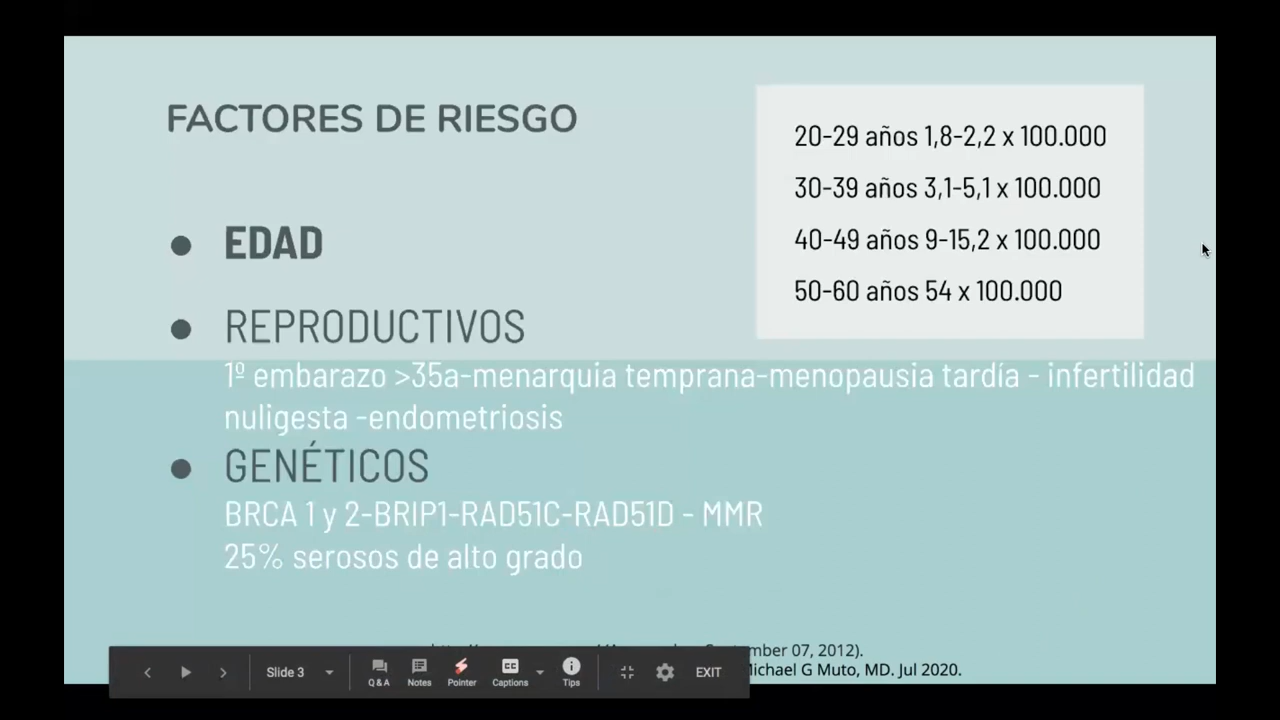 FACTORES DE RIESGO
20-29 años 1,8-2,2 x 100.000
30-39 años 3,1-5,1 x 100.000
40-49 años 9-15,2 x 100.000
50-60 años 54 x 100.000
● EDAD
● REPRODUCTIVOS
1º embarazo >35a-menarquia temprana-menopausia tardía - infertilidad
nuligesta -endometriosis
● GENÉTICOS
BRCA 1 y 2-BRIP1-RAD51C-RAD51D - MMR
25% serosos de alto grado
07, 2012).
Michael G Muto, MD. Jul 2020.
Slide 3
Q & A
Notes
Pointer
CC
Captions
Tips
EXIT